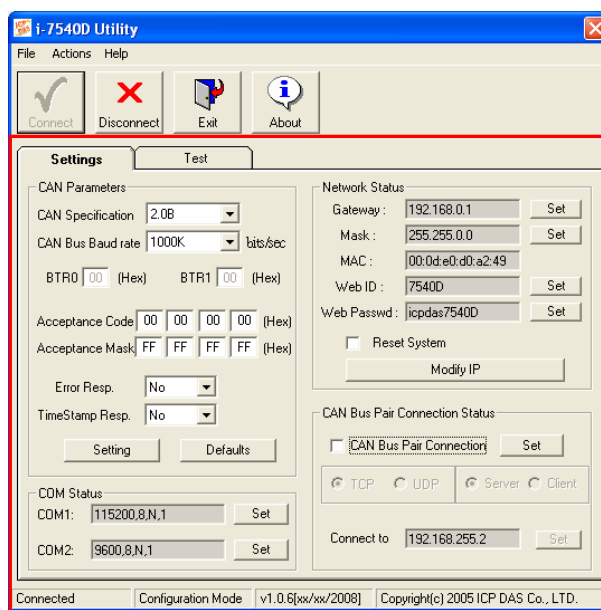 i-7540D Utility
File Actions Help
Connect Disconnect Exit About
Settings Test
CAN Parameters
CAN Specification 2.0B
CAN Bus Baud rate 1000K bits/sec
BTR0 00 (Hex) BTR1 00 (Hex)
Acceptance Code 00 00 00 00 (Hex)
Acceptance Mask FF FF FF FF (Hex)
Error Resp. No
TimeStamp Resp. No
Setting Defaults
COM Status
COM1: 115200,8,N,1 Set
COM2: 9600,8,N,1 Set
Network Status
Gateway : 192.168.0.1 Set
Mask : 255.255.0.0 Set
MAC : 00:0d:e0:d0:a2:49
Web ID : 7540D Set
Web Passwd : icpdas7540D Set
Reset System
Modify IP
CAN Bus Pair Connection Status
CAN Bus Pair Connection Set
TCP UDP Server Client
Connect to 192.168.255.2 Set
Connected Configuration Mode v1.0.6[xx/xx/2008] Copyright(c) 2005 ICP DAS Co., LTD.